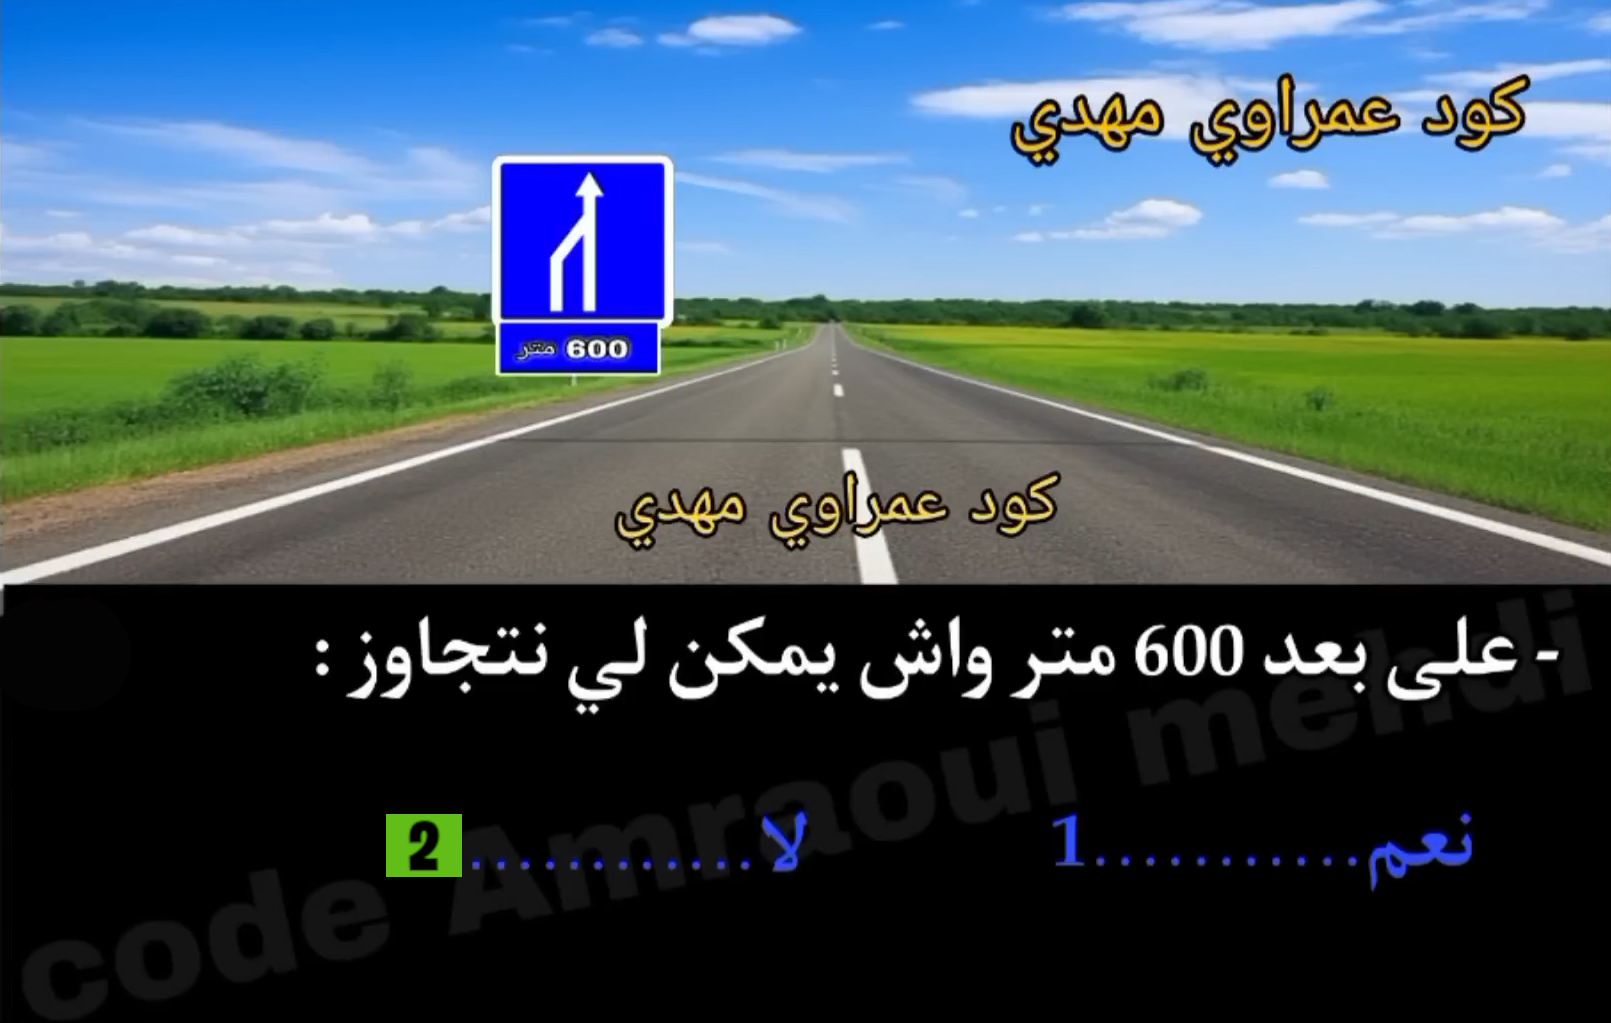 كود عمراوي مهدي
600 متر
كود عمراوي مهدي
- على بعد 600 متر واش يمكن لي نتجاوز :
نعم...........1
لا............2
code Amraoui mehdi